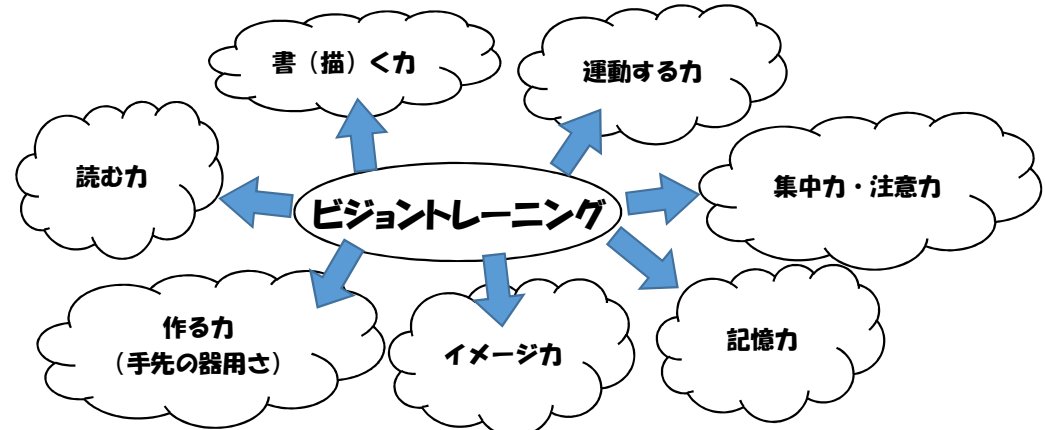 書（描）く力
運動する力
読む力
集中力・注意力
ビジョントレーニング
作る力
（手先の器用さ）
イメージ力
記憶力